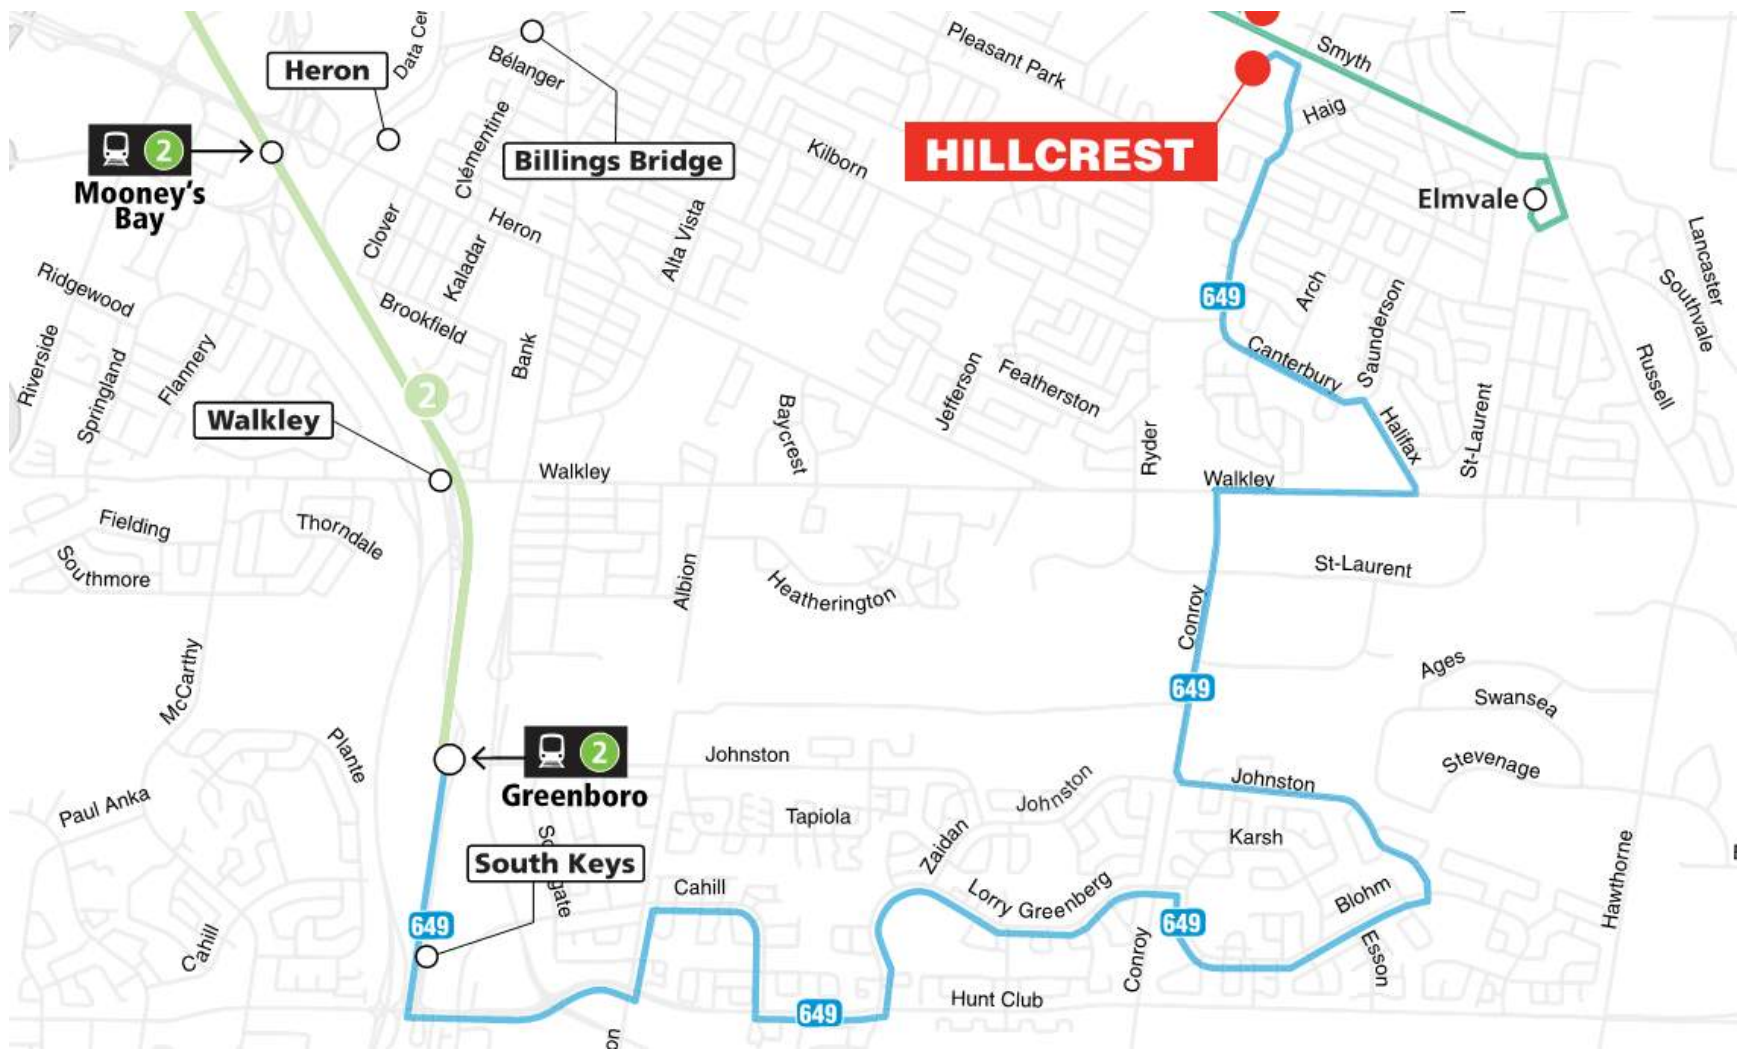 Smyth
Pleasant Park
Bélanger
Heron
Haig
2
Mooney's
Bay
Clémentine
Billings Bridge
Kilborn
HILLCREST
Elmvale
Clover
Heron
Kaladar
Alta Vista
Lancaster
Southvale
Ridgewood
Brookfield
649
Arch
Saunderson
Riverside
Springland
Flannery
Bank
2
Canterbury
Russell
Jefferson
Featherston
Walkley
Baycrest
Ryder
Halifax
St-Laurent
Walkley
Walkley
Fielding
Thorndale
Southmore
Albion
Heatherington
St-Laurent
Conroy
McCarthy
649
Ages
Swansea
Plante
2
Greenboro
Johnston
Johnston
Johnston
Stevenage
Paul Anka
Tapiola
Zaidan
Karsh
Hawthorne
South Keys
Cahill
Lorry Greenberg
Blohm
649
649
Cahill
Conroy
Esson
Hunt Club
649